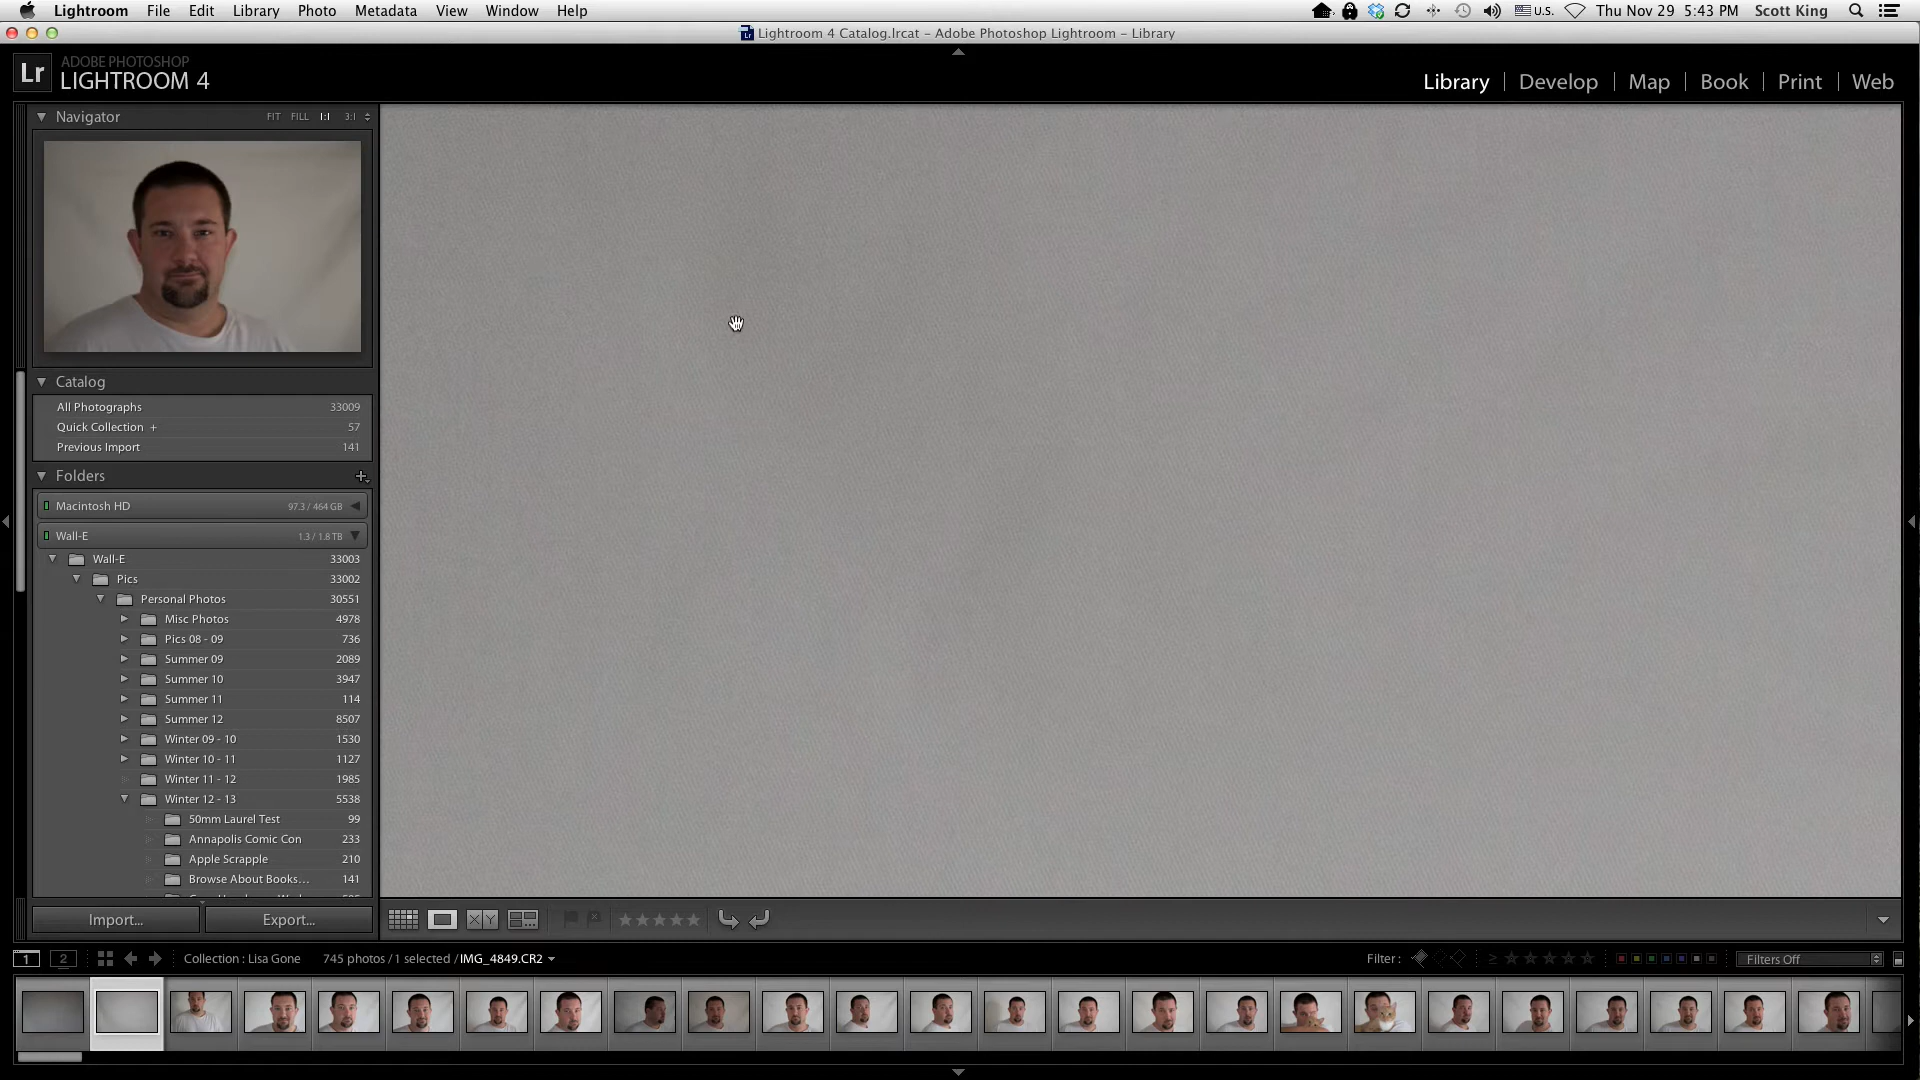 Lightroom File Edit Library Photo Metadata View Window Help U.S. Thu Nov 29 5:43 PM Scott King
Lightroom 4 Catalog.lrcat – Adobe Photoshop Lightroom – Library
Lr ADOBE PHOTOSHOP
LIGHTROOM 4
Library | Develop | Map | Book | Print | Web
Navigator FIT FILL 1:1 3:1
Catalog
All Photographs 33009
Quick Collection + 57
Previous Import 141
Folders
Macintosh HD 97.3 / 464 GB
Wall-E 1.3 / 1.8 TB
Wall-E 33003
Pics 33002
Personal Photos 30551
Misc Photos 4978
Pics 08 - 09 736
Summer 09 2089
Summer 10 3947
Summer 11 114
Summer 12 8507
Winter 09 - 10 1530
Winter 10 - 11 1127
Winter 11 - 12 1985
Winter 12 - 13 5538
50mm Laurel Test 99
Annapolis Comic Con 233
Apple Scrapple 210
Browse About Books... 141
Import... Export... X Y
1 2 Collection : Lisa Gone 745 photos / 1 selected / IMG_4849.CR2 Filter : ≥ Filters Off